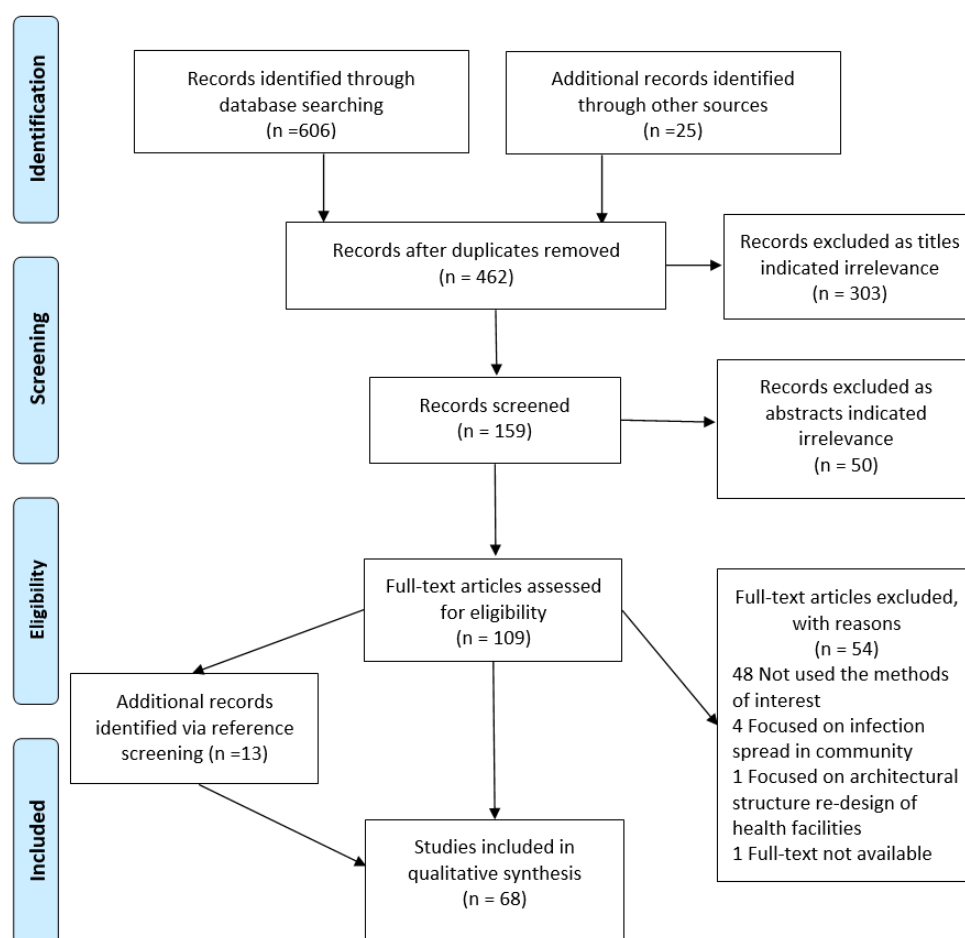 Identification
Records identified through
database searching
(n =606)
Additional records identified
through other sources
(n =25)
Records after duplicates removed
(n = 462)
Records excluded as titles
indicated irrelevance
(n = 303)
Screening
Records screened
(n = 159)
Records excluded as
abstracts indicated
irrelevance
(n = 50)
Eligibility
Full-text articles assessed
for eligibility
(n = 109)
Full-text articles excluded,
with reasons
(n = 54)
48 Not used the methods
of interest
4 Focused on infection
spread in community
1 Focused on architectural
structure re-design of
health facilities
1 Full-text not available
Additional records
identified via reference
screening (n =13)
Included
Studies included in
qualitative synthesis
(n = 68)